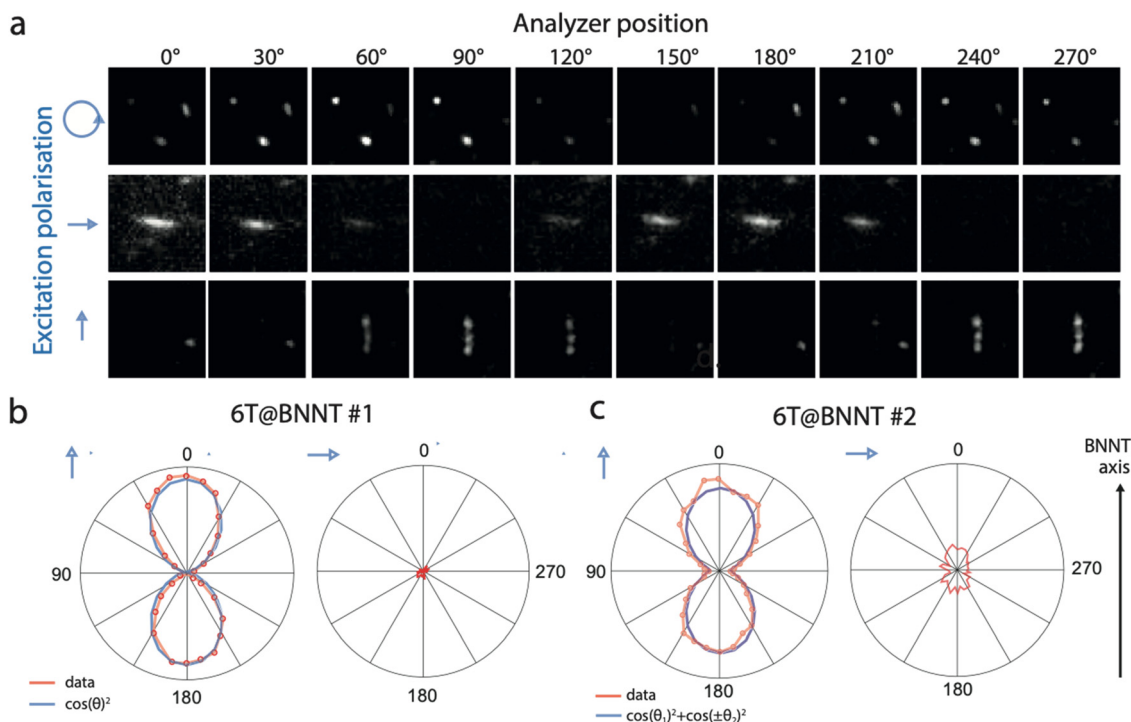 a
Analyzer position
0° 30° 60° 90° 120° 150° 180° 210° 240° 270°
Excitation polarisation
b
6T@BNNT #1
0
90
180
data
cos(θ)²
0
270
180
c
6T@BNNT #2
0
90
180
data
cos(θ₁)²+cos(±θ₂)²
0
270
180
BNNT
axis